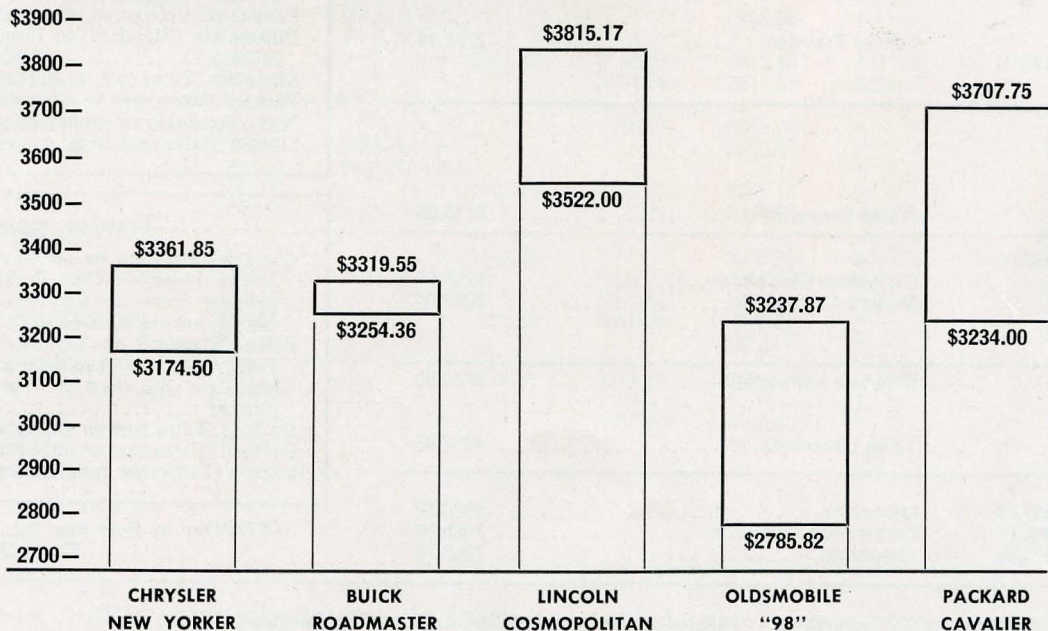 $3900
3800
3700
3600
3500
3400
3300
3200
3100
3000
2900
2800
2700
$3361.85
$3174.50
CHRYSLER
NEW YORKER
$3319.55
$3254.36
BUICK
ROADMASTER
$3815.17
$3522.00
LINCOLN
COSMOPOLITAN
$3237.87
$2785.82
OLDSMOBILE
"98"
$3707.75
$3234.00
PACKARD
CAVALIER